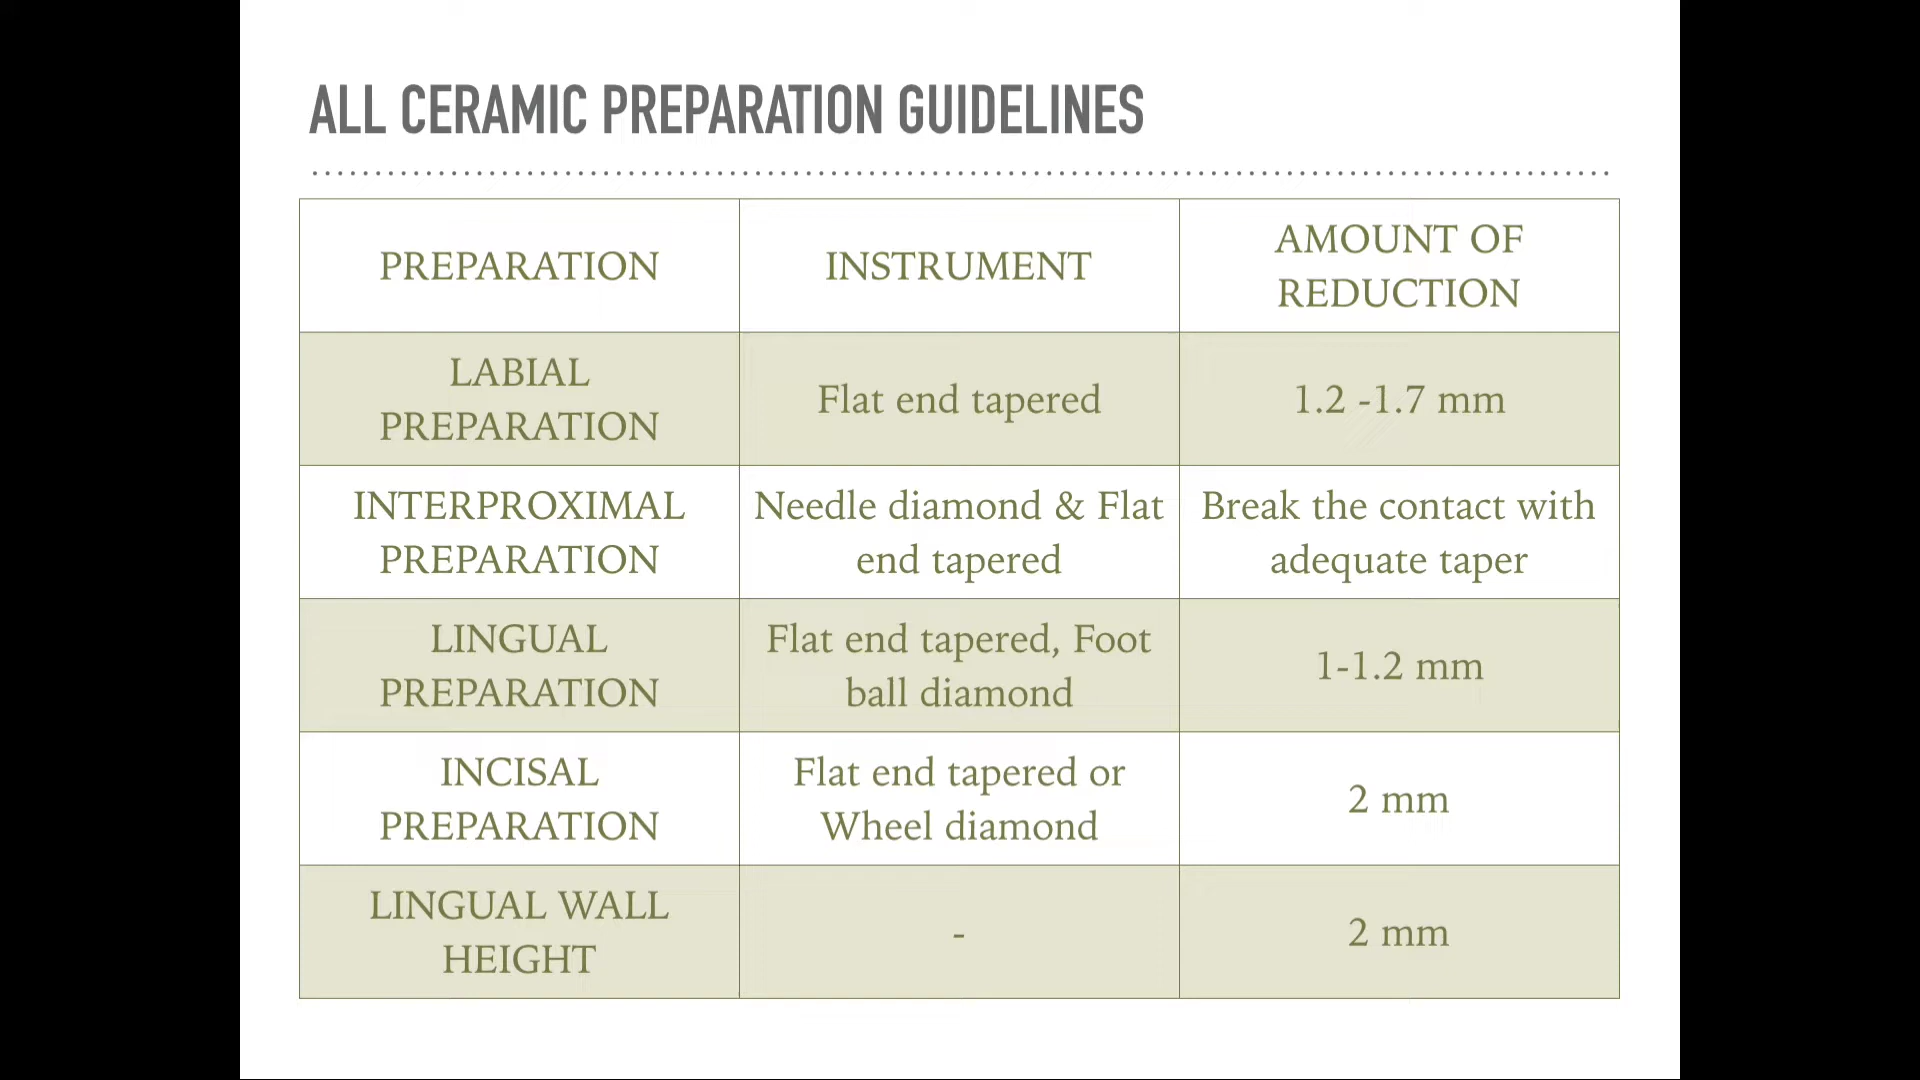 ALL CERAMIC PREPARATION GUIDELINES
PREPARATION
INSTRUMENT
AMOUNT OF
REDUCTION
LABIAL
PREPARATION
Flat end tapered
1.2 -1.7 mm
INTERPROXIMAL
PREPARATION
Needle diamond & Flat
end tapered
Break the contact with
adequate taper
LINGUAL
PREPARATION
Flat end tapered, Foot
ball diamond
1-1.2 mm
INCISAL
PREPARATION
Flat end tapered or
Wheel diamond
2 mm
LINGUAL WALL
HEIGHT
-
2 mm